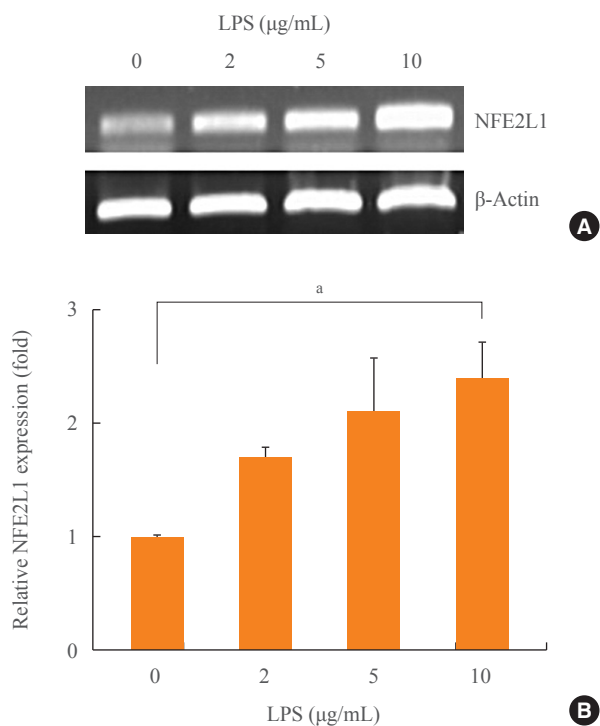 LPS (μg/mL)
0 2 5 10
NFE2L1
β-Actin
A
a
3
2
1
0
Relative NFE2L1 expression (fold)
0 2 5 10
LPS (μg/mL)
B